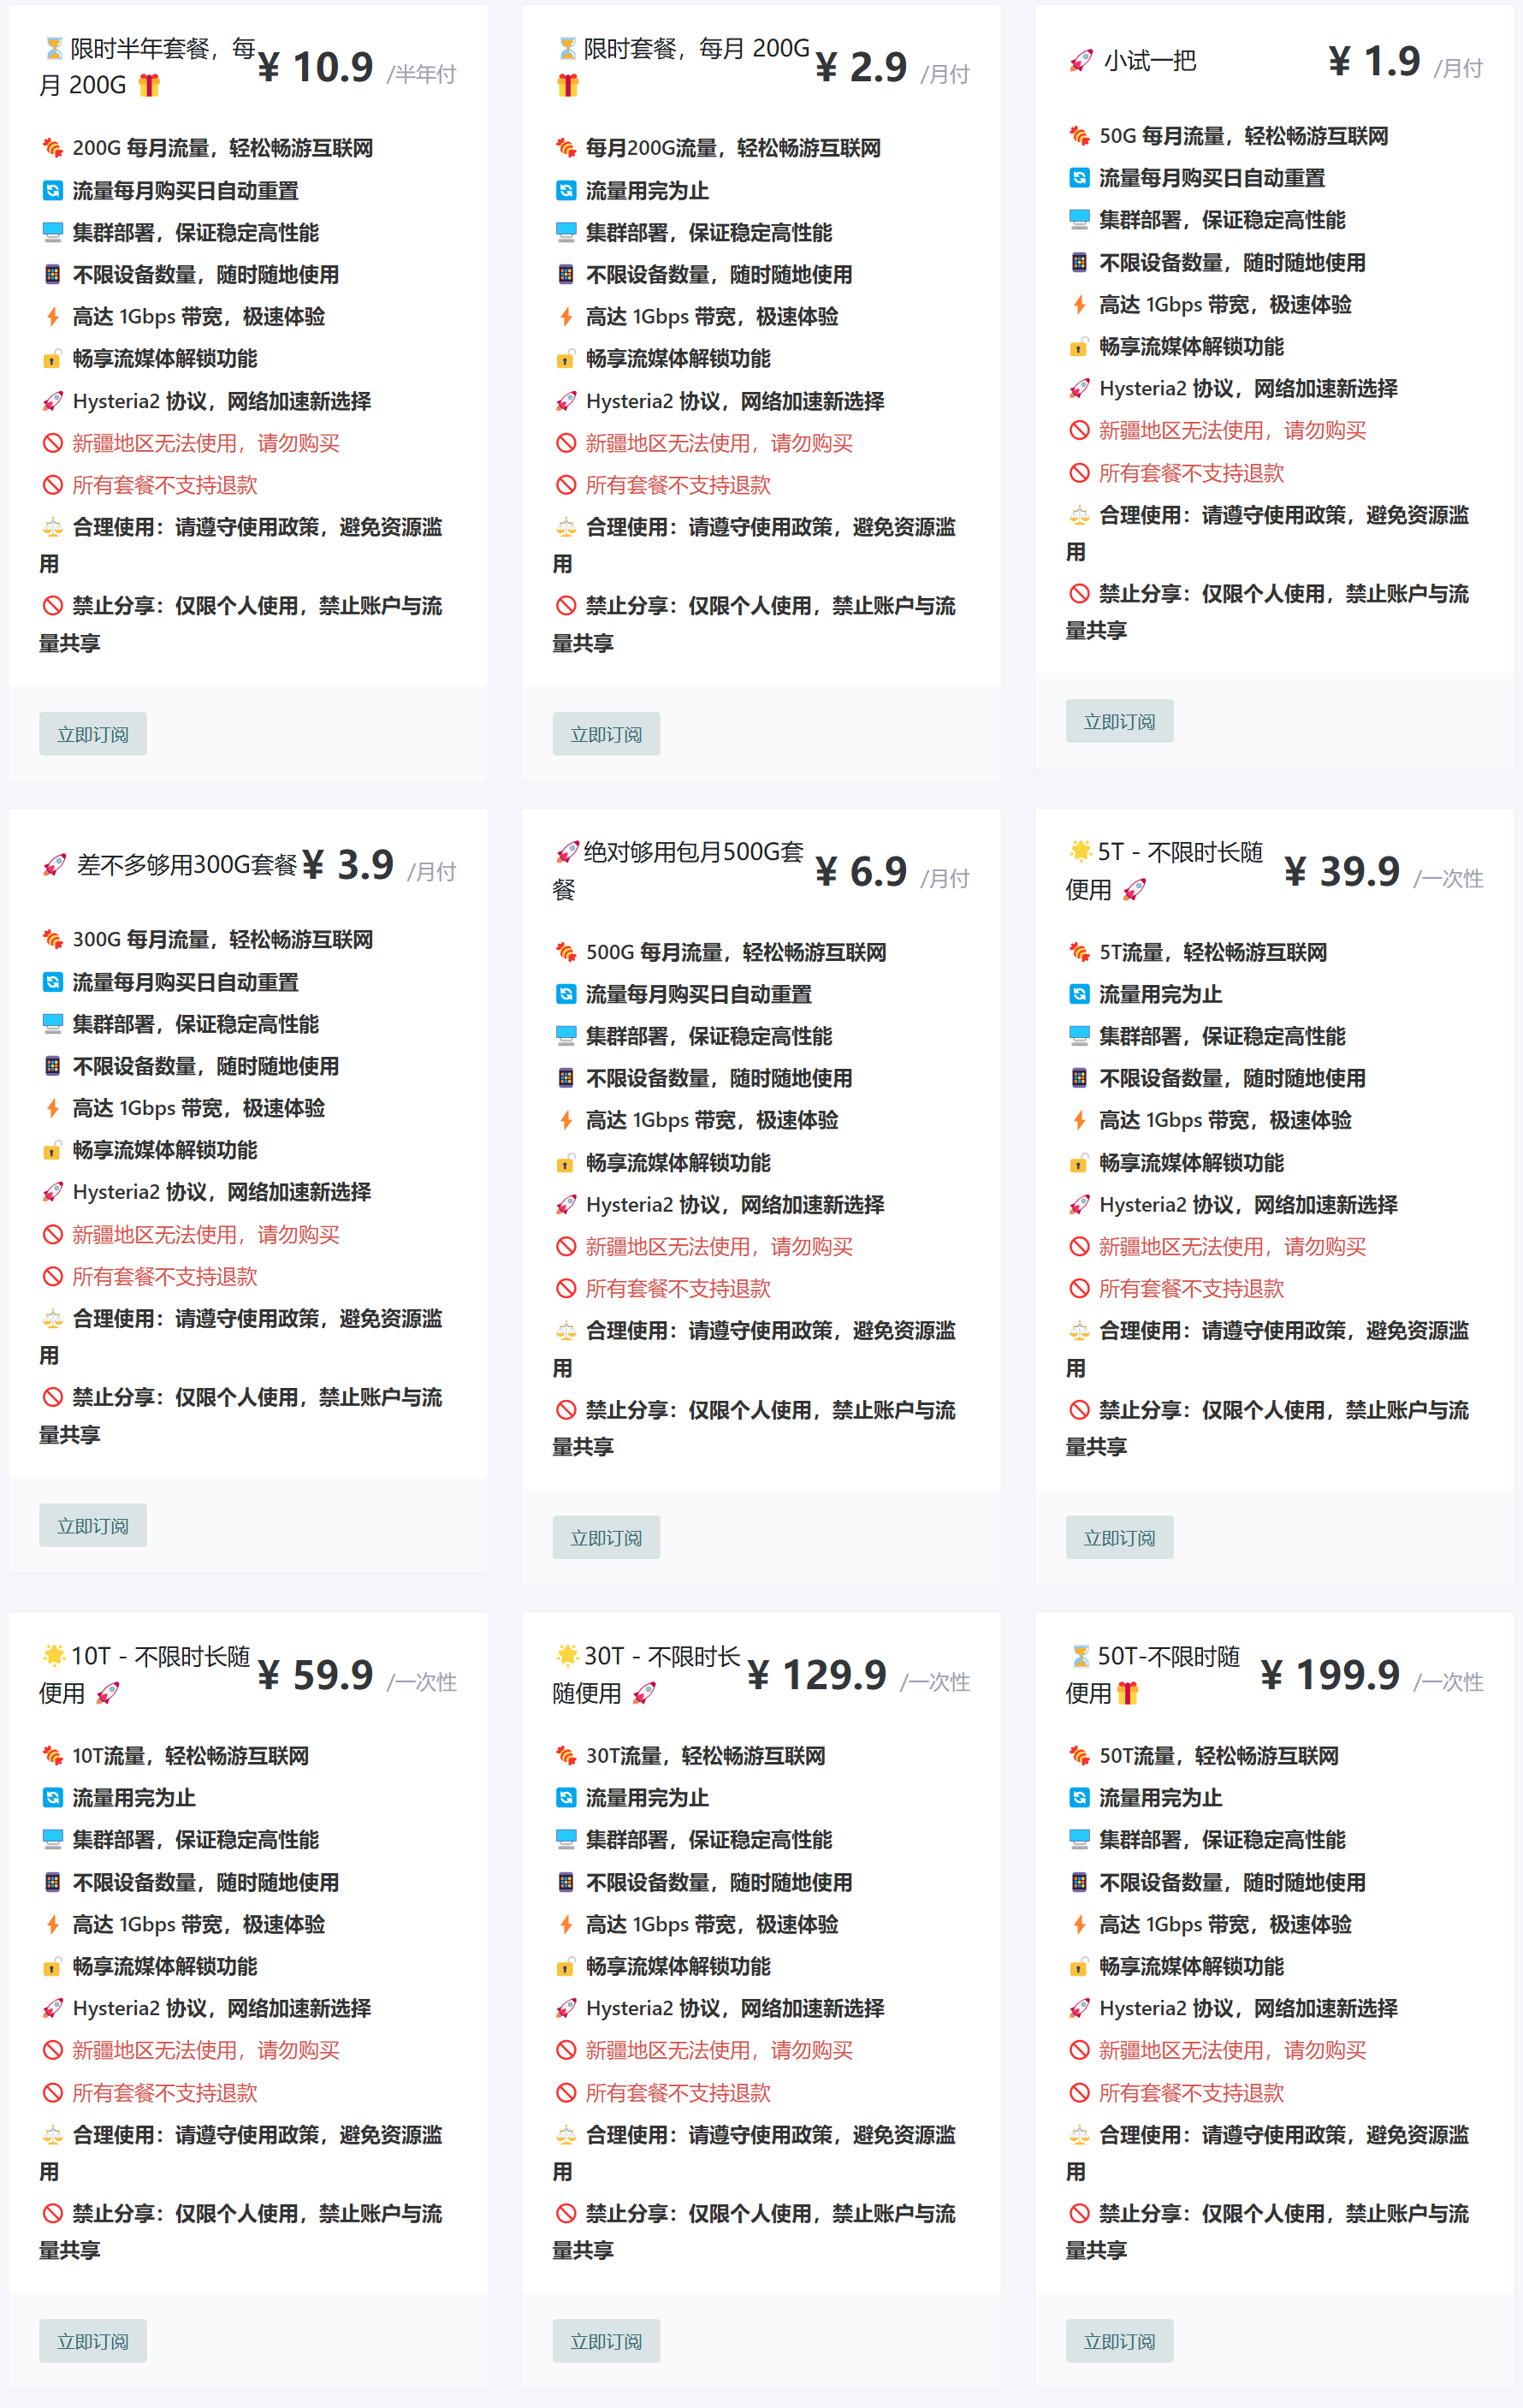 ⏳限时半年套餐，每
月 200G 🎁
¥ 10.9 /半年付
🍖 200G 每月流量，轻松畅游互联网
🔄 流量每月购买日自动重置
🖥️ 集群部署，保证稳定高性能
📱 不限设备数量，随时随地使用
⚡ 高达 1Gbps 带宽，极速体验
🔓 畅享流媒体解锁功能
🚀 Hysteria2 协议，网络加速新选择
🚫 新疆地区无法使用，请勿购买
🚫 所有套餐不支持退款
⚖️ 合理使用：请遵守使用政策，避免资源滥
用
🚫 禁止分享：仅限个人使用，禁止账户与流
量共享
立即订阅
⏳限时套餐，每月 200G
🎁
¥ 2.9 /月付
🍖 每月200G流量，轻松畅游互联网
🔄 流量用完为止
🖥️ 集群部署，保证稳定高性能
📱 不限设备数量，随时随地使用
⚡ 高达 1Gbps 带宽，极速体验
🔓 畅享流媒体解锁功能
🚀 Hysteria2 协议，网络加速新选择
🚫 新疆地区无法使用，请勿购买
🚫 所有套餐不支持退款
⚖️ 合理使用：请遵守使用政策，避免资源滥
用
🚫 禁止分享：仅限个人使用，禁止账户与流
量共享
立即订阅
🚀 小试一把
¥ 1.9 /月付
🍖 50G 每月流量，轻松畅游互联网
🔄 流量每月购买日自动重置
🖥️ 集群部署，保证稳定高性能
📱 不限设备数量，随时随地使用
⚡ 高达 1Gbps 带宽，极速体验
🔓 畅享流媒体解锁功能
🚀 Hysteria2 协议，网络加速新选择
🚫 新疆地区无法使用，请勿购买
🚫 所有套餐不支持退款
⚖️ 合理使用：请遵守使用政策，避免资源滥
用
🚫 禁止分享：仅限个人使用，禁止账户与流
量共享
立即订阅
🚀 差不多够用300G套餐
¥ 3.9 /月付
🍖 300G 每月流量，轻松畅游互联网
🔄 流量每月购买日自动重置
🖥️ 集群部署，保证稳定高性能
📱 不限设备数量，随时随地使用
⚡ 高达 1Gbps 带宽，极速体验
🔓 畅享流媒体解锁功能
🚀 Hysteria2 协议，网络加速新选择
🚫 新疆地区无法使用，请勿购买
🚫 所有套餐不支持退款
⚖️ 合理使用：请遵守使用政策，避免资源滥
用
🚫 禁止分享：仅限个人使用，禁止账户与流
量共享
立即订阅
🚀绝对够用包月500G套
餐
¥ 6.9 /月付
🍖 500G 每月流量，轻松畅游互联网
🔄 流量每月购买日自动重置
🖥️ 集群部署，保证稳定高性能
📱 不限设备数量，随时随地使用
⚡ 高达 1Gbps 带宽，极速体验
🔓 畅享流媒体解锁功能
🚀 Hysteria2 协议，网络加速新选择
🚫 新疆地区无法使用，请勿购买
🚫 所有套餐不支持退款
⚖️ 合理使用：请遵守使用政策，避免资源滥
用
🚫 禁止分享：仅限个人使用，禁止账户与流
量共享
立即订阅
🌟5T - 不限时长随
便用 🚀
¥ 39.9 /一次性
🍖 5T流量，轻松畅游互联网
🔄 流量用完为止
🖥️ 集群部署，保证稳定高性能
📱 不限设备数量，随时随地使用
⚡ 高达 1Gbps 带宽，极速体验
🔓 畅享流媒体解锁功能
🚀 Hysteria2 协议，网络加速新选择
🚫 新疆地区无法使用，请勿购买
🚫 所有套餐不支持退款
⚖️ 合理使用：请遵守使用政策，避免资源滥
用
🚫 禁止分享：仅限个人使用，禁止账户与流
量共享
立即订阅
🌟10T - 不限时长随
便用 🚀
¥ 59.9 /一次性
🍖 10T流量，轻松畅游互联网
🔄 流量用完为止
🖥️ 集群部署，保证稳定高性能
📱 不限设备数量，随时随地使用
⚡ 高达 1Gbps 带宽，极速体验
🔓 畅享流媒体解锁功能
🚀 Hysteria2 协议，网络加速新选择
🚫 新疆地区无法使用，请勿购买
🚫 所有套餐不支持退款
⚖️ 合理使用：请遵守使用政策，避免资源滥
用
🚫 禁止分享：仅限个人使用，禁止账户与流
量共享
立即订阅
🌟30T - 不限时长
随便用 🚀
¥ 129.9 /一次性
🍖 30T流量，轻松畅游互联网
🔄 流量用完为止
🖥️ 集群部署，保证稳定高性能
📱 不限设备数量，随时随地使用
⚡ 高达 1Gbps 带宽，极速体验
🔓 畅享流媒体解锁功能
🚀 Hysteria2 协议，网络加速新选择
🚫 新疆地区无法使用，请勿购买
🚫 所有套餐不支持退款
⚖️ 合理使用：请遵守使用政策，避免资源滥
用
🚫 禁止分享：仅限个人使用，禁止账户与流
量共享
立即订阅
⏳50T-不限时随
便用🎁
¥ 199.9 /一次性
🍖 50T流量，轻松畅游互联网
🔄 流量用完为止
🖥️ 集群部署，保证稳定高性能
📱 不限设备数量，随时随地使用
⚡ 高达 1Gbps 带宽，极速体验
🔓 畅享流媒体解锁功能
🚀 Hysteria2 协议，网络加速新选择
🚫 新疆地区无法使用，请勿购买
🚫 所有套餐不支持退款
⚖️ 合理使用：请遵守使用政策，避免资源滥
用
🚫 禁止分享：仅限个人使用，禁止账户与流
量共享
立即订阅